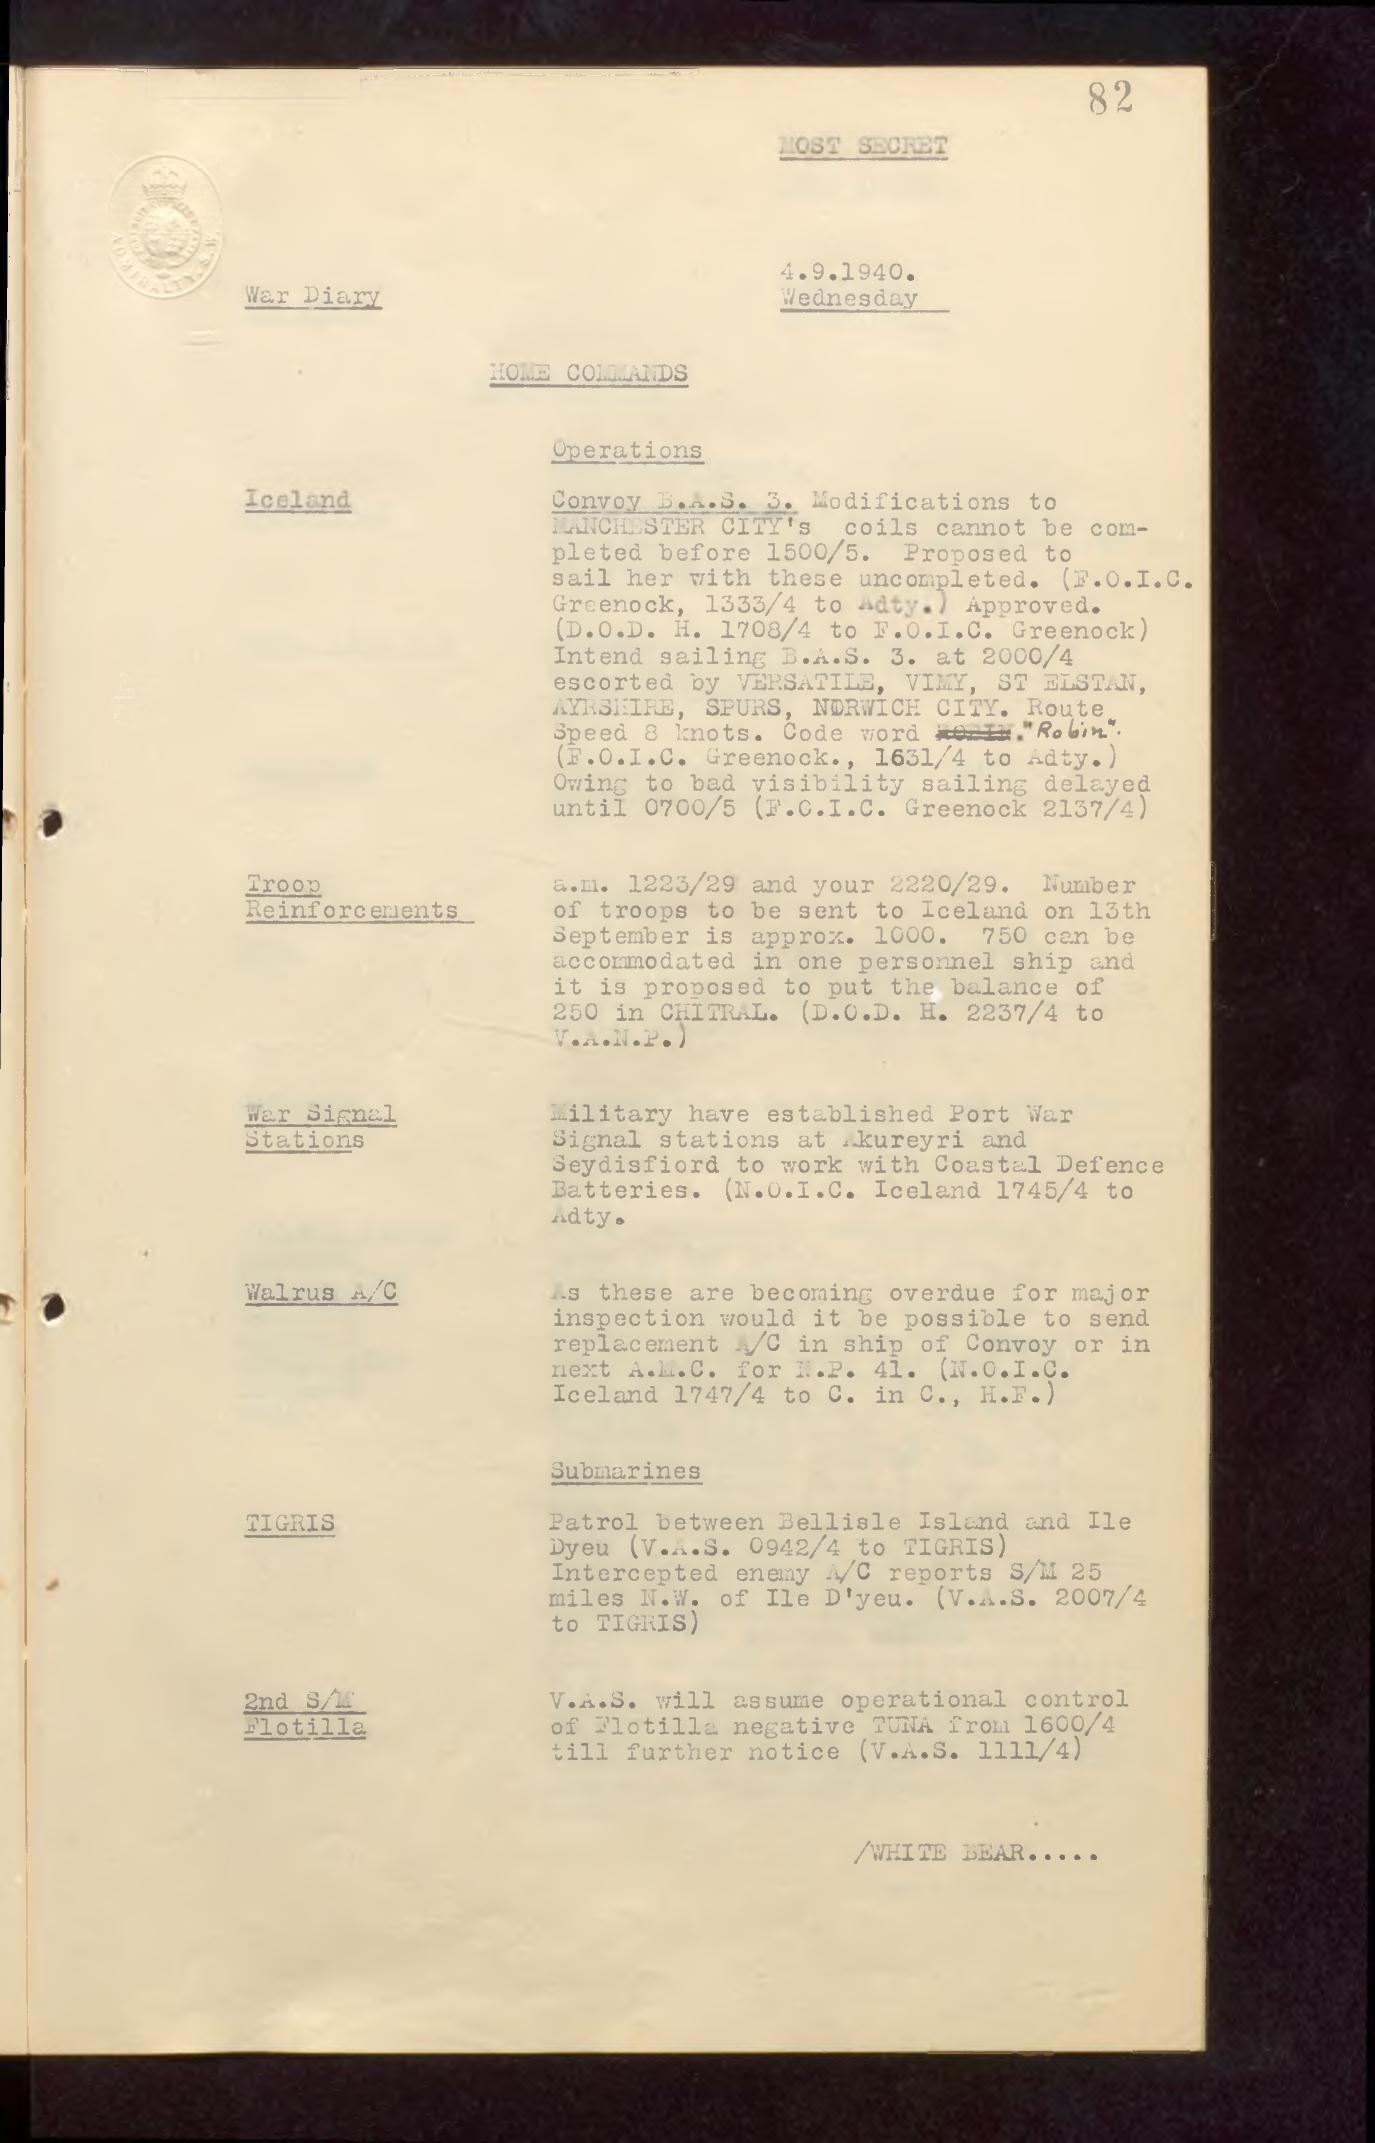 82
MOST SECRET
ADMIRALTY. S.W.
4.9.1940.
War Diary
Wednesday
HOME COMMANDS
Operations
Iceland
Convoy B.A.S. 3. Modifications to
MANCHESTER CITY's coils cannot be com-
pleted before 1500/5. Proposed to
sail her with these uncompleted. (F.O.I.C.
Greenock, 1333/4 to Adty.) Approved.
(D.O.D. H. 1708/4 to F.O.I.C. Greenock)
Intend sailing B.A.S. 3. at 2000/4
escorted by VERSATILE, VIMY, ST ELSTAN,
AYRSHIRE, SPURS, NORWICH CITY. Route
Speed 8 knots. Code word "Robin".
(F.O.I.C. Greenock., 1631/4 to Adty.)
Owing to bad visibility sailing delayed
until 0700/5 (F.O.I.C. Greenock 2137/4)
Troop
Reinforcements
a.m. 1223/29 and your 2220/29. Number
of troops to be sent to Iceland on 13th
September is approx. 1000. 750 can be
accommodated in one personnel ship and
it is proposed to put the balance of
250 in CHITRAL. (D.O.D. H. 2237/4 to
V.A.N.P.)
War Signal
Stations
Military have established Port War
Signal stations at Akureyri and
Seydisfiord to work with Coastal Defence
Batteries. (N.O.I.C. Iceland 1745/4 to
Adty.
Walrus A/C
As these are becoming overdue for major
inspection would it be possible to send
replacement A/C in ship of Convoy or in
next A.M.C. for N.P. 41. (N.O.I.C.
Iceland 1747/4 to C. in C., H.F.)
Submarines
TIGRIS
Patrol between Bellisle Island and Ile
Dyeu (V.A.S. 0942/4 to TIGRIS)
Intercepted enemy A/C reports S/M 25
miles N.W. of Ile D'yeu. (V.A.S. 2007/4
to TIGRIS)
2nd S/M
Flotilla
V.A.S. will assume operational control
of Flotilla negative TUNA from 1600/4
till further notice (V.A.S. 1111/4)
/WHITE BEAR.....